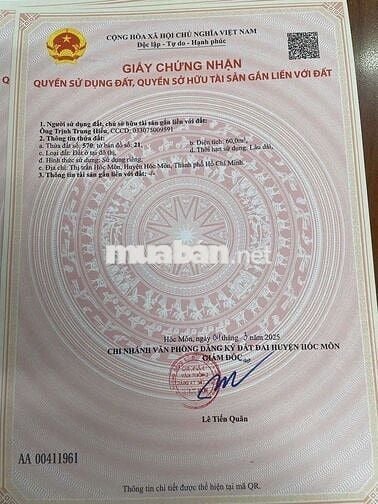 CỘNG HÒA XÃ HỘI CHỦ NGHĨA VIỆT NAM
Độc lập - Tự do - Hạnh phúc
GIẤY CHỨNG NHẬN
QUYỀN SỬ DỤNG ĐẤT, QUYỀN SỞ HỮU TÀI SẢN GẮN LIỀN VỚI ĐẤT
1. Người sử dụng đất, chủ sở hữu tài sản gắn liền với đất:
Ông Trịnh Trung Hiếu, CCCD: 033075009591
2. Thông tin thửa đất:
a. Thửa đất số: 570; tờ bản đồ số: 21, b. Diện tích: 60,0m²,
c. Loại đất: Đất ở tại đô thị, d. Thời hạn sử dụng: Lâu dài,
đ. Hình thức sử dụng: Sử dụng riêng,
e. Địa chỉ: Thị trấn Hóc Môn, Huyện Hóc Môn, Thành phố Hồ Chí Minh.
3. Thông tin tài sản gắn liền với đất: -/-
muaban.net
Hóc Môn, ngày 04 tháng 3 năm 2025
CHI NHÁNH VĂN PHÒNG ĐĂNG KÝ ĐẤT ĐAI HUYỆN HÓC MÔN
GIÁM ĐỐC
Lê Tiến Quân
AA 00411961
Thông tin chi tiết được thể hiện tại mã QR.